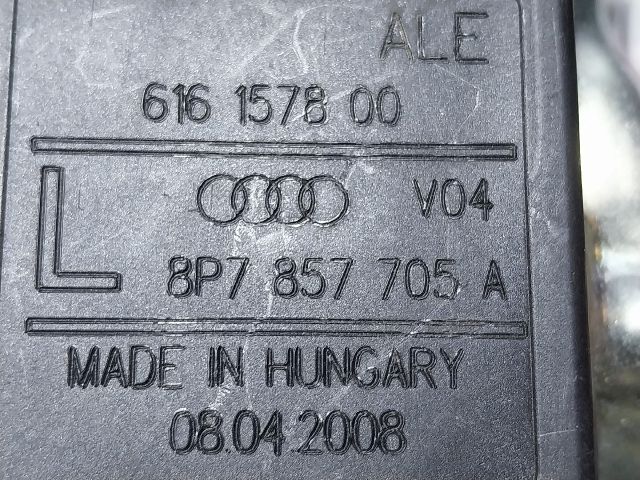 ALE
616 1578 00
L
V04
8P7 857 705 A
MADE IN HUNGARY
08.04.2008